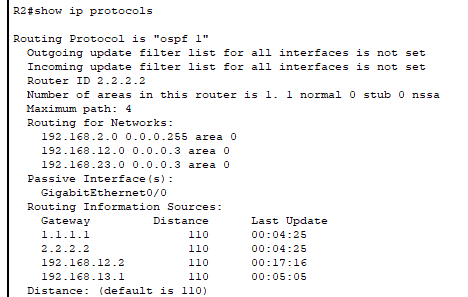 R2#show ip protocols
Routing Protocol is "ospf 1"
Outgoing update filter list for all interfaces is not set
Incoming update filter list for all interfaces is not set
Router ID 2.2.2.2
Number of areas in this router is 1. 1 normal 0 stub 0 nssa
Maximum path: 4
Routing for Networks:
192.168.2.0 0.0.0.255 area 0
192.168.12.0 0.0.0.3 area 0
192.168.23.0 0.0.0.3 area 0
Passive Interface(s):
GigabitEthernet0/0
Routing Information Sources:
Gateway Distance Last Update
1.1.1.1 110 00:04:25
2.2.2.2 110 00:04:25
192.168.12.2 110 00:17:16
192.168.13.1 110 00:05:05
Distance: (default is 110)